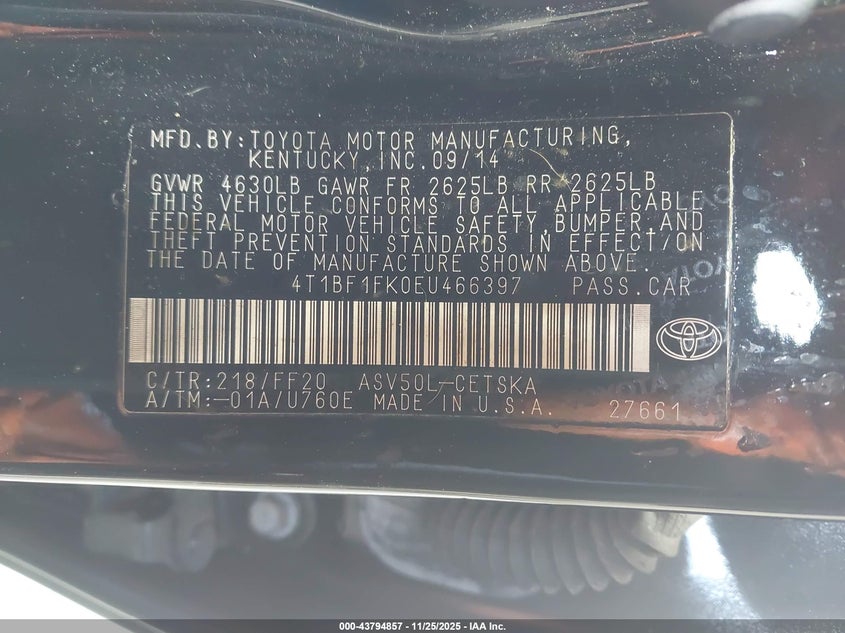 MFD.BY:TOYOTA MOTOR MANUFACTURING,
KENTUCKY,INC.09/14
GVWR 4630LB GAWR FR 2625LB RR 2625LB
THIS VEHICLE CONFORMS TO ALL APPLICABLE
FEDERAL MOTOR VEHICLE SAFETY,BUMPER,AND
THEFT PREVENTION STANDARDS IN EFFECT/ON
THE DATE OF MANUFACTURE SHOWN ABOVE.
4T1BF1FK0EU466397 PASS.CAR
C/TR:218/FF20 ASV50L-CETSKA
A/TM:-01A/U760E MADE IN U.S.A. 27661
000-43794857 - 11/25/2025 - IAA Inc.